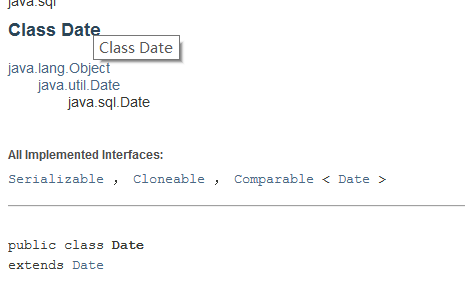 java.sql
Class Date
Class Date
java.lang.Object
java.util.Date
java.sql.Date
All Implemented Interfaces:
Serializable , Cloneable , Comparable < Date >
public class Date
extends Date